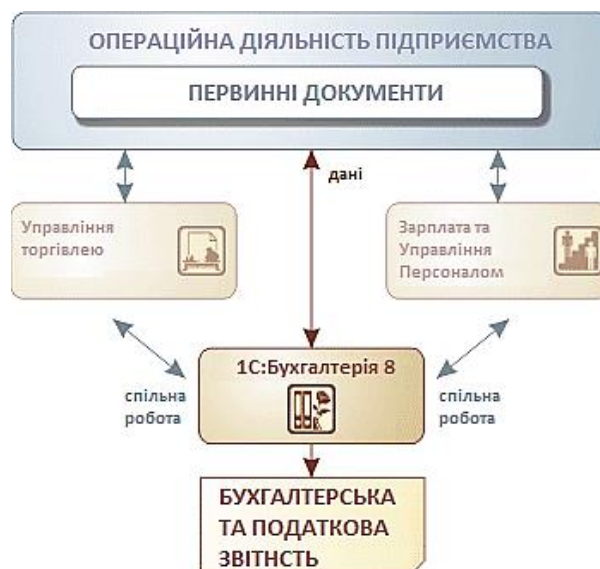 ОПЕРАЦІЙНА ДІЯЛЬНІСТЬ ПІДПРИЄМСТВА
ПЕРВИННІ ДОКУМЕНТИ
дані
Управління
торгівлею
Зарплата та
Управління
Персоналом
1С:Бухгалтерія 8
спільна
робота
спільна
робота
БУХГАЛТЕРСЬКА
ТА ПОДАТКОВА
ЗВІТНСТЬ